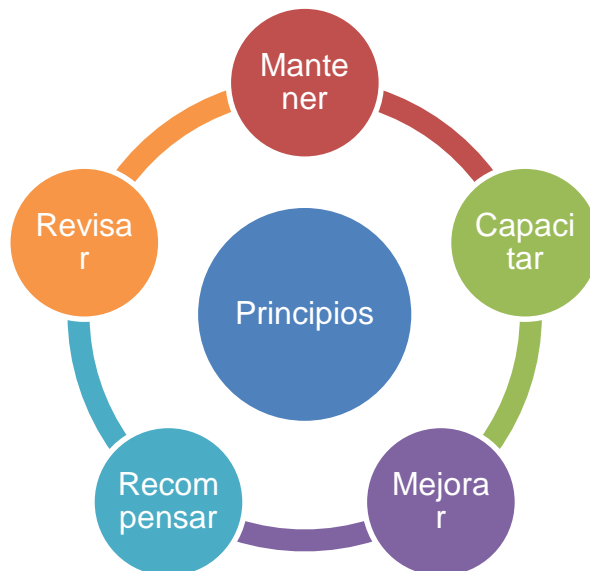 Mante
ner
Capaci
tar
Mejora
r
Recom
pensar
Revisa
r
Principios